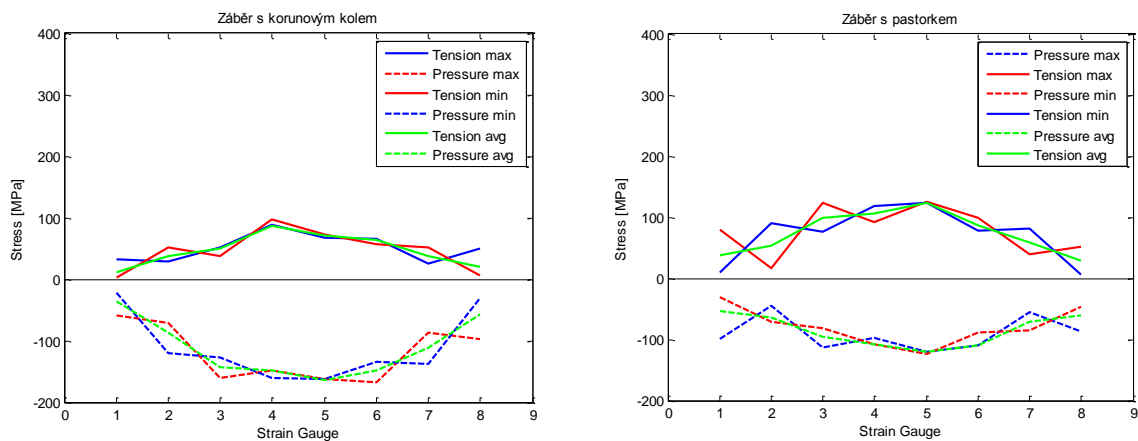 Záběr s korunovým kolem
400
300
200
100
0
-100
-200
Stress [MPa]
Tension max
Pressure max
Tension min
Pressure min
Tension avg
Pressure avg
0 1 2 3 4 5 6 7 8 9
Strain Gauge
Záběr s pastorkem
400
300
200
100
0
-100
-200
Stress [MPa]
Pressure max
Tension max
Pressure min
Tension min
Pressure avg
Tension avg
0 1 2 3 4 5 6 7 8 9
Strain Gauge